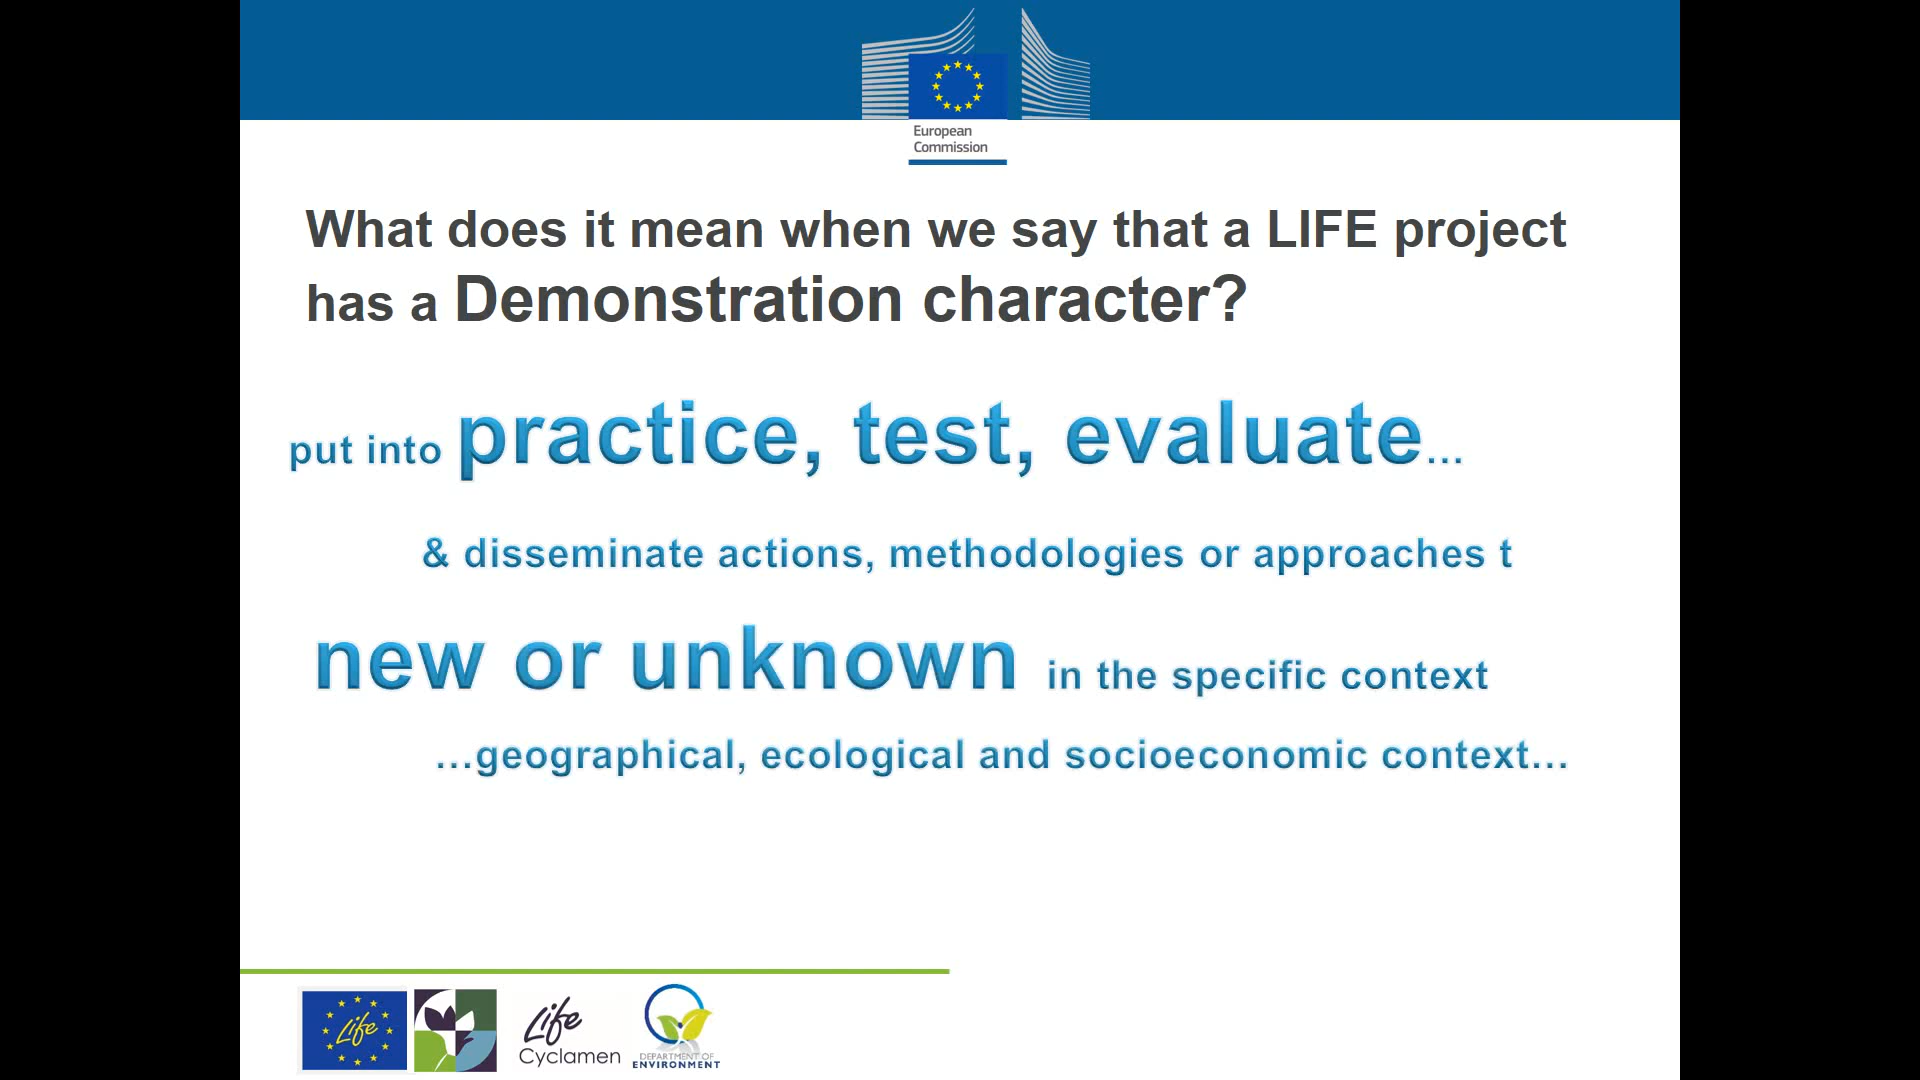 European
Commission
What does it mean when we say that a LIFE project
has a Demonstration character?
put into practice, test, evaluate...
& disseminate actions, methodologies or approaches t
new or unknown in the specific context
...geographical, ecological and socioeconomic context...
Life
Life
Cyclamen
DEPARTMENT OF
ENVIRONMENT